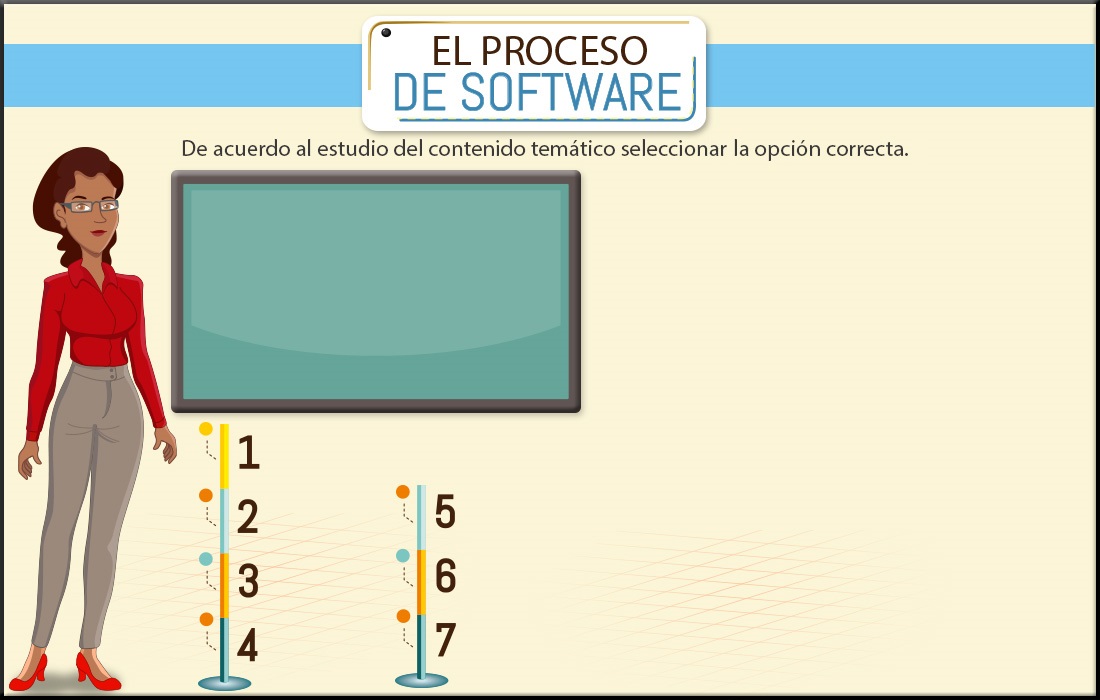 EL PROCESO
DE SOFTWARE
De acuerdo al estudio del contenido temático seleccionar la opción correcta.
1
2
3
4
5
6
7